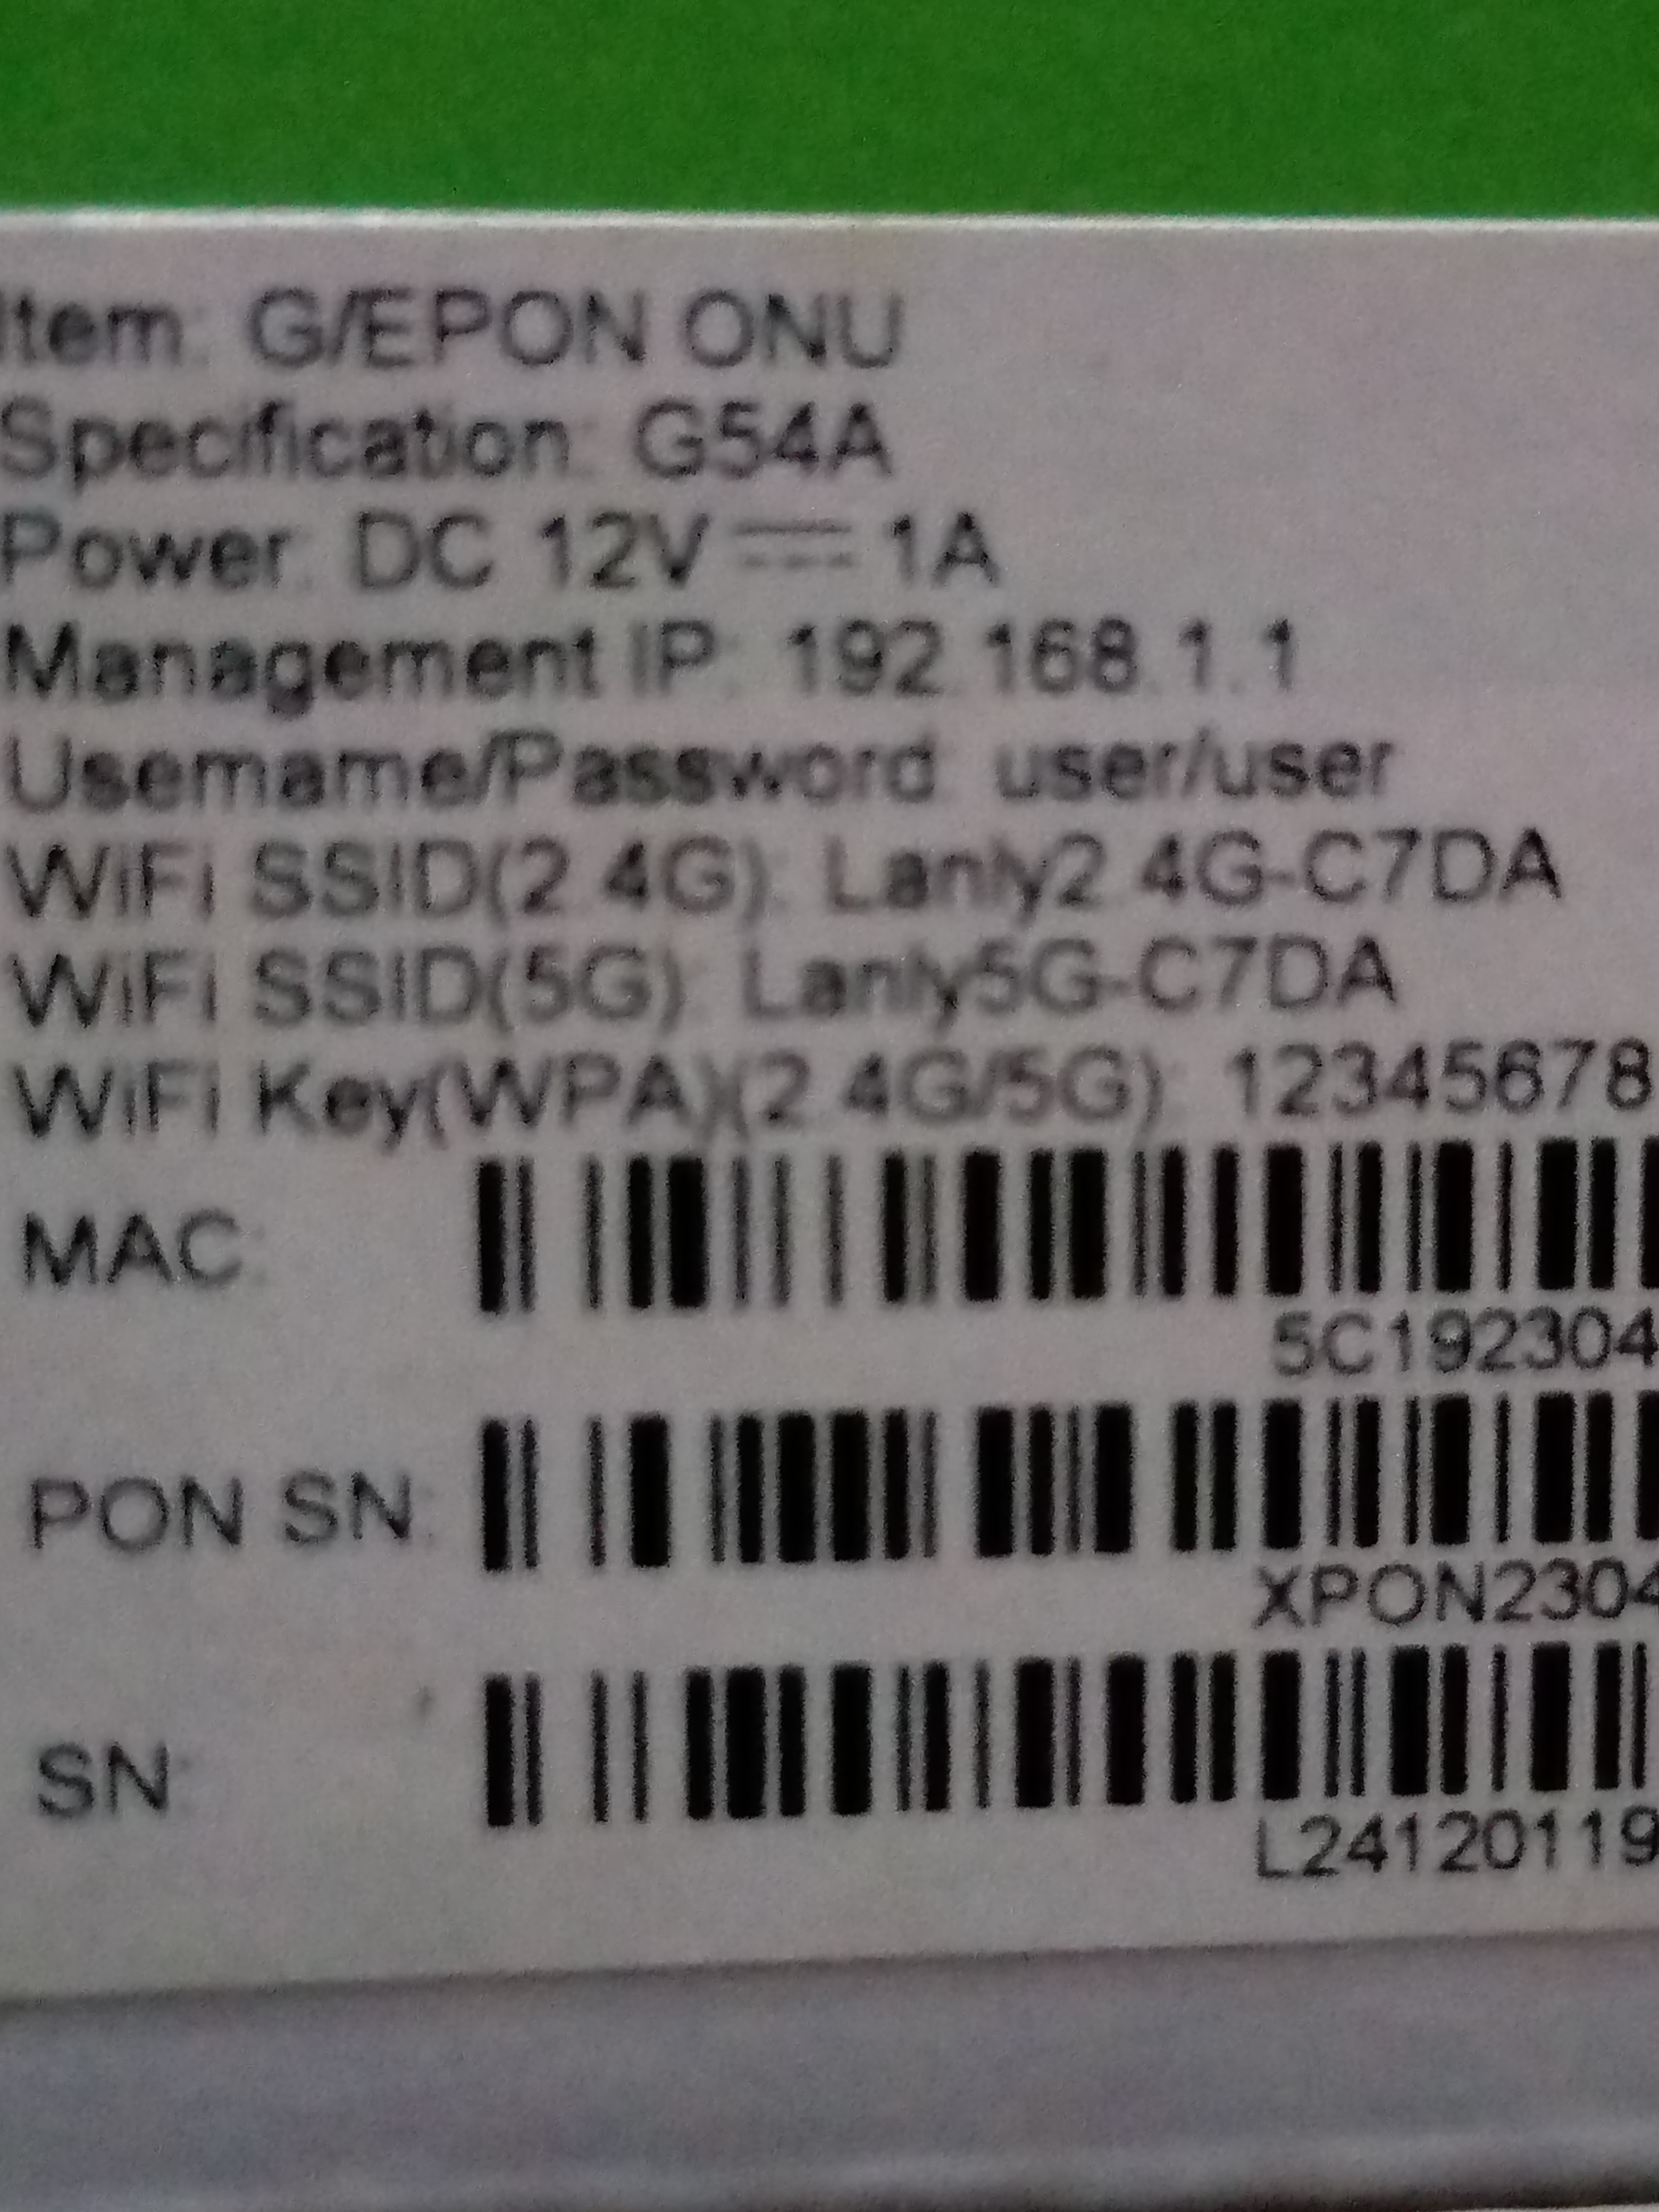 Item: G/EPON ONU
Specification: G54A
Power: DC 12V ⎓ 1A
Management IP: 192.168.1.1
Username/Password: user/user
WiFi SSID(2.4G): Lanly2.4G-C7DA
WiFi SSID(5G): Lanly5G-C7DA
WiFi Key(WPA)(2.4G/5G): 12345678
MAC:
5C192304
PON SN:
XPON2304
SN:
L24120119